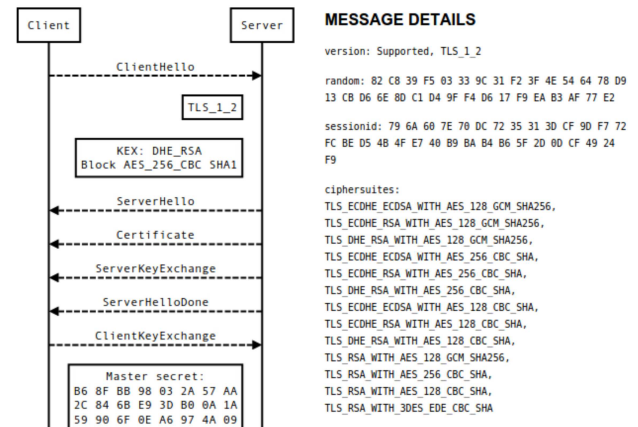 Client
Server
ClientHello
TLS_1_2
KEX: DHE_RSA
Block AES_256_CBC SHA1
ServerHello
Certificate
ServerKeyExchange
ServerHelloDone
ClientKeyExchange
Master secret:
B6 8F BB 98 03 2A 57 AA
2C 84 6B E9 3D B0 0A 1A
59 90 6F 0E A6 97 4A 09
MESSAGE DETAILS
version: Supported, TLS_1_2
random: 82 C8 39 F5 03 33 9C 31 F2 3F 4E 54 64 78 D9
13 CB D6 6E 8D C1 D4 9F F4 D6 17 F9 EA B3 AF 77 E2
sessionid: 79 6A 60 7E 70 DC 72 35 31 3D CF 9D F7 72
FC BE D5 4B 4F E7 40 B9 BA B4 B6 5F 2D 0D CF 49 24
F9
ciphersuites:
TLS_ECDHE_ECDSA_WITH_AES_128_GCM_SHA256,
TLS_ECDHE_RSA_WITH_AES_128_GCM_SHA256,
TLS_DHE_RSA_WITH_AES_128_GCM_SHA256,
TLS_ECDHE_ECDSA_WITH_AES_256_CBC_SHA,
TLS_ECDHE_RSA_WITH_AES_256_CBC_SHA,
TLS_DHE_RSA_WITH_AES_256_CBC_SHA,
TLS_ECDHE_ECDSA_WITH_AES_128_CBC_SHA,
TLS_ECDHE_RSA_WITH_AES_128_CBC_SHA,
TLS_DHE_RSA_WITH_AES_128_CBC_SHA,
TLS_RSA_WITH_AES_128_GCM_SHA256,
TLS_RSA_WITH_AES_256_CBC_SHA,
TLS_RSA_WITH_AES_128_CBC_SHA,
TLS_RSA_WITH_3DES_EDE_CBC_SHA